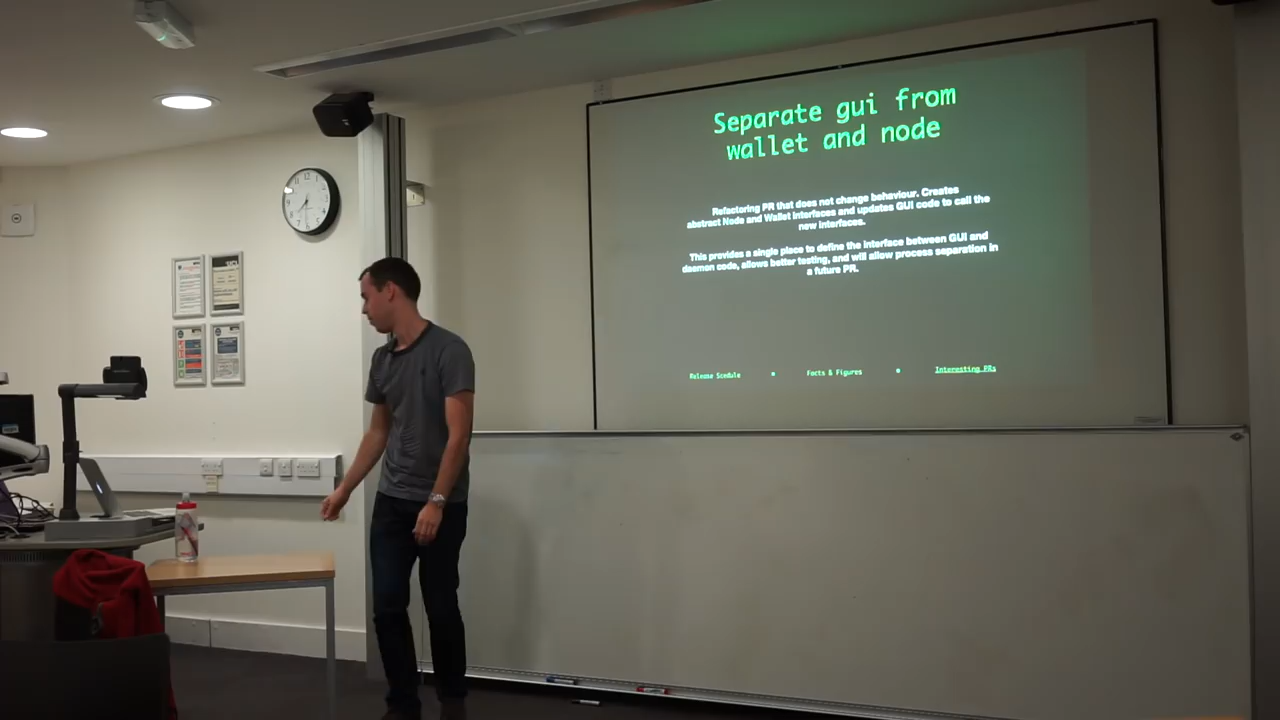 Separate gui from
wallet and node
Refactoring PR that does not change behaviour. Creates
abstract Node and Wallet interfaces and updates GUI code to call the
new interfaces.
This provides a single place to define the interface between GUI and
daemon code, allows better testing, and will allow process separation in
a future PR.
Release Scedule • Facts & Figures • Interesting PRs